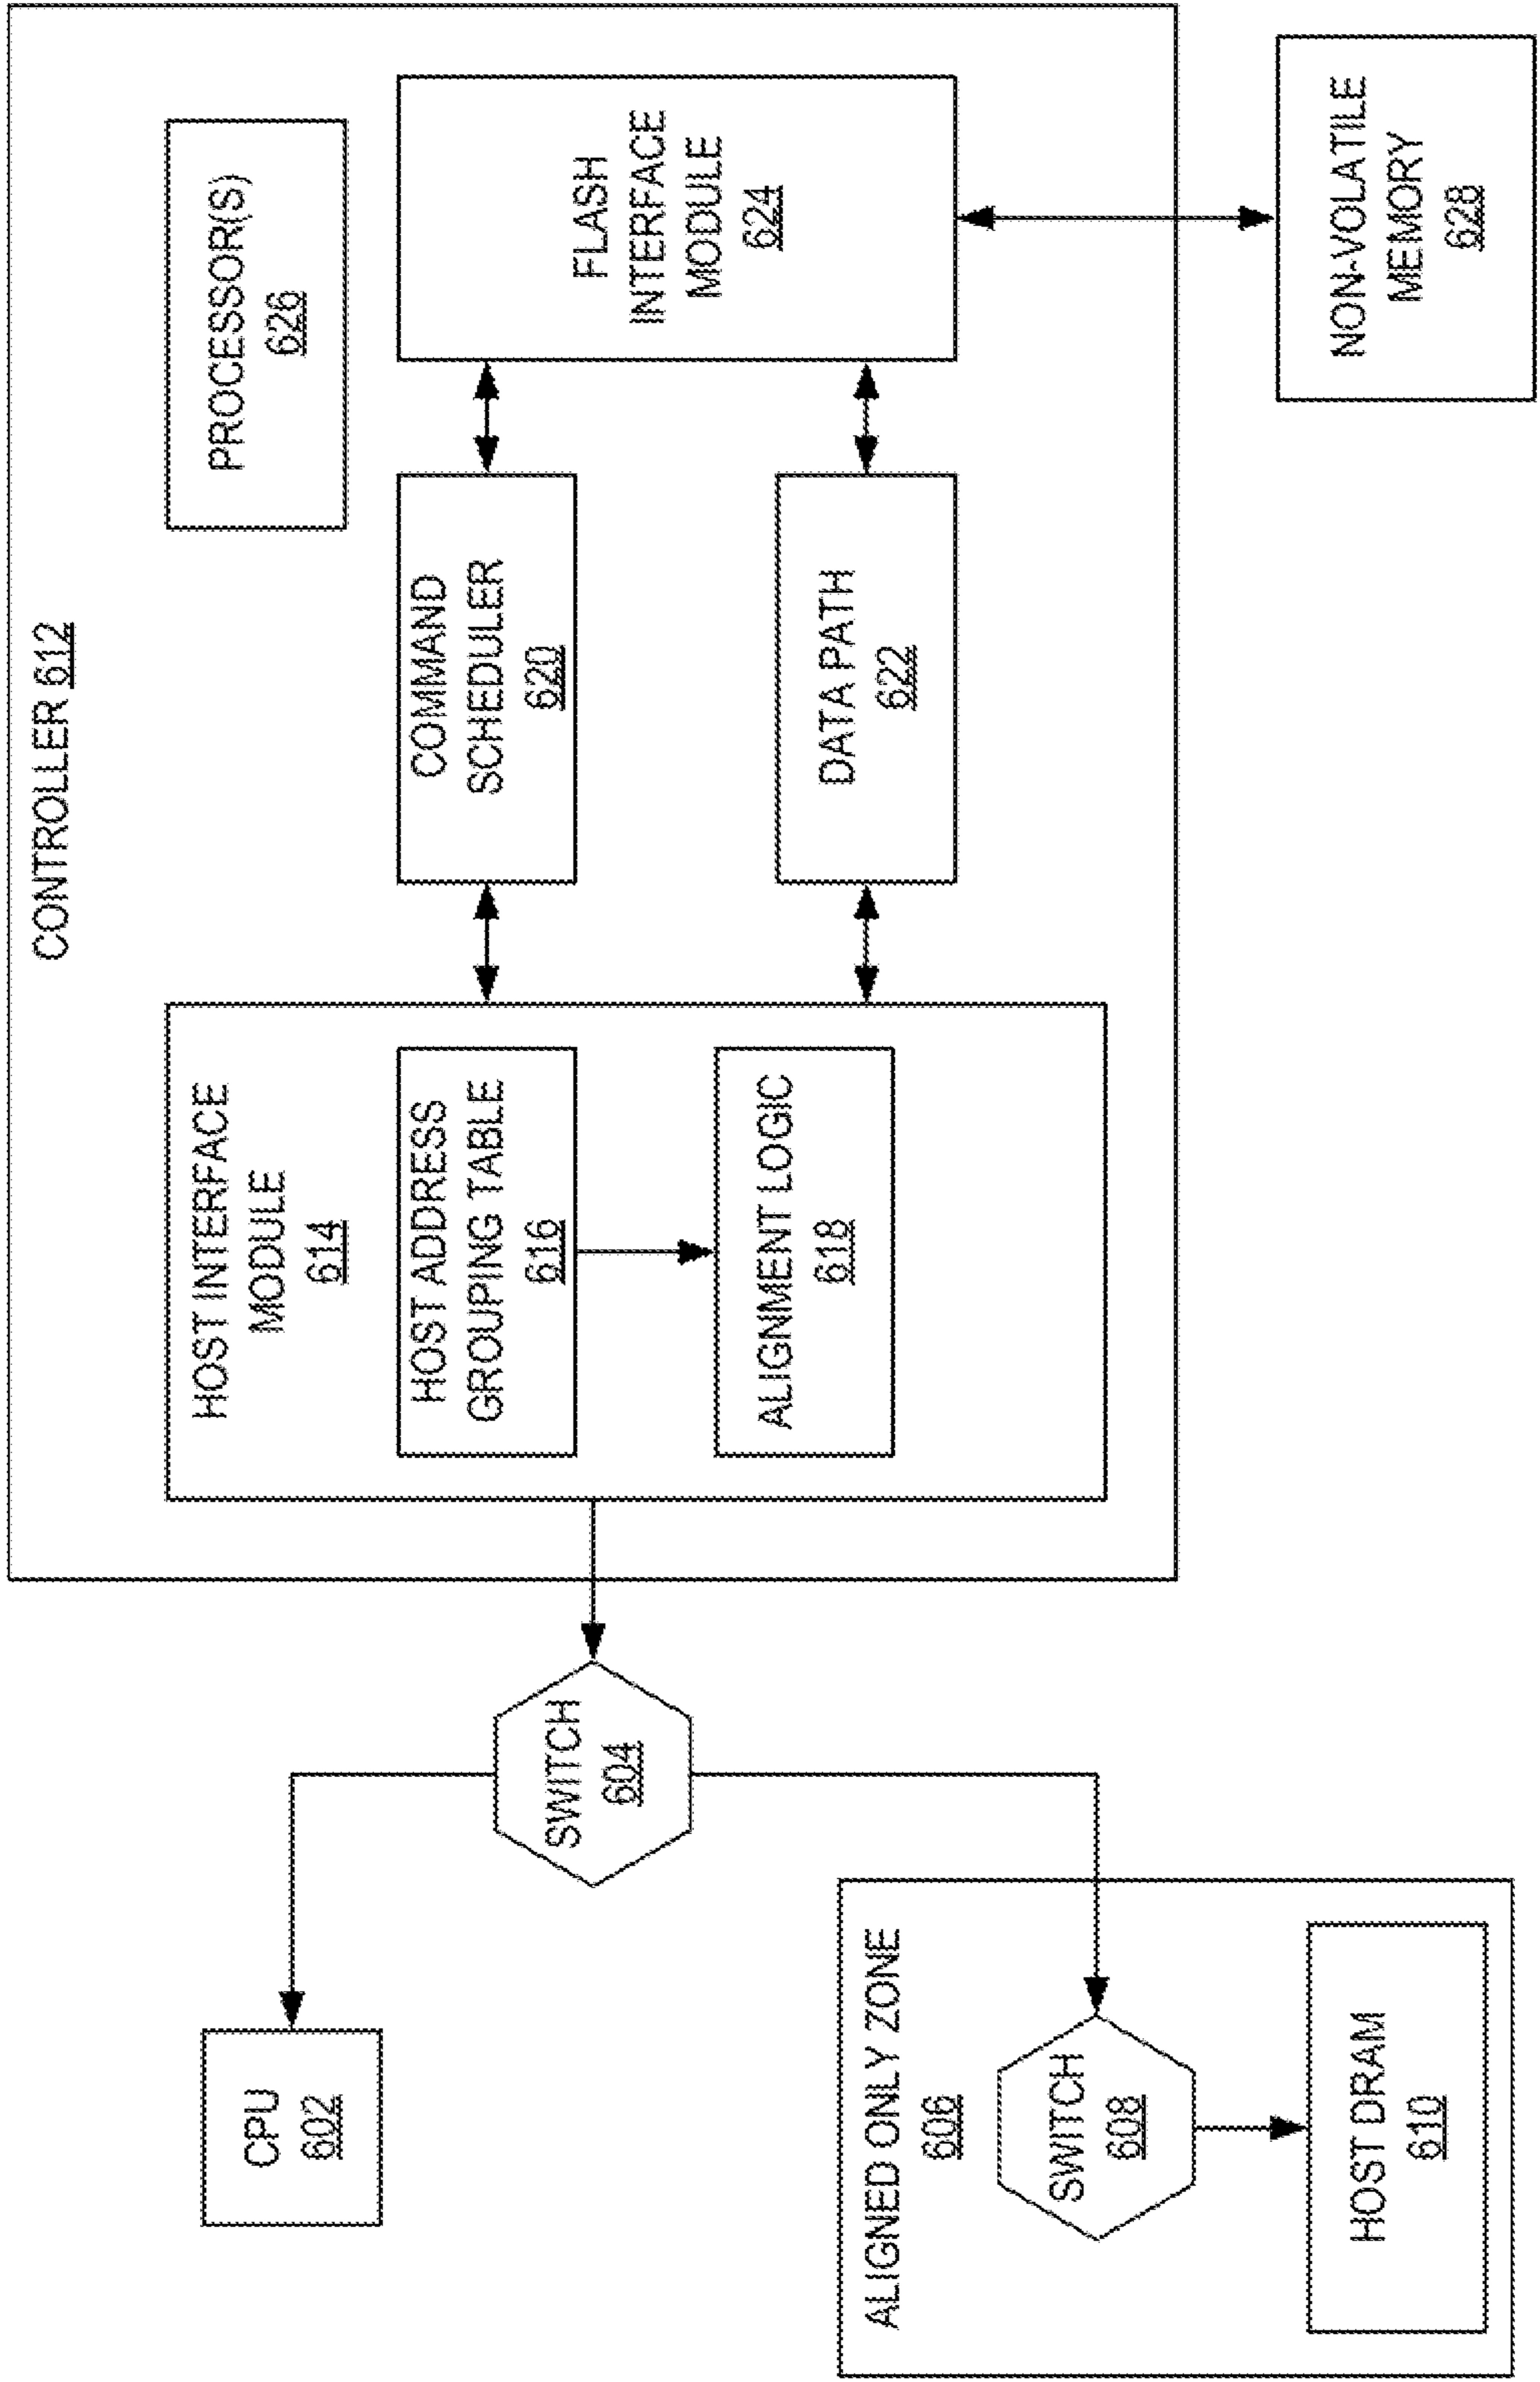 CONTROLLER 612
HOST INTERFACE
MODULE
614
HOST ADDRESS
GROUPING TABLE
616
ALIGNMENT LOGIC
618
COMMAND
SCHEDULER
620
DATA PATH
622
PROCESSOR(S)
626
FLASH
INTERFACE
MODULE
624
NON-VOLATILE
MEMORY
628
CPU
602
SWITCH
604
ALIGNED ONLY ZONE
606
SWITCH
608
HOST DRAM
610